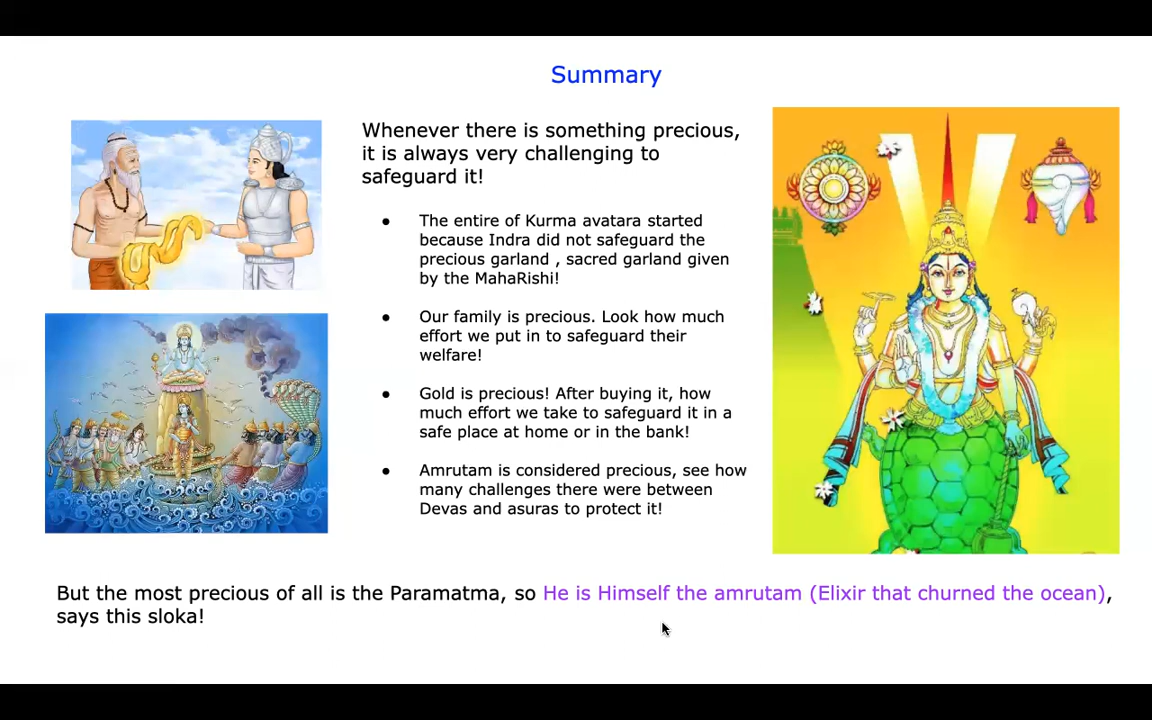 Summary
Whenever there is something precious,
it is always very challenging to
safeguard it!
● The entire of Kurma avatara started
because Indra did not safeguard the
precious garland , sacred garland given
by the MahaRishi!
● Our family is precious. Look how much
effort we put in to safeguard their
welfare!
● Gold is precious! After buying it, how
much effort we take to safeguard it in a
safe place at home or in the bank!
● Amrutam is considered precious, see how
many challenges there were between
Devas and asuras to protect it!
But the most precious of all is the Paramatma, so He is Himself the amrutam (Elixir that churned the ocean),
says this sloka!